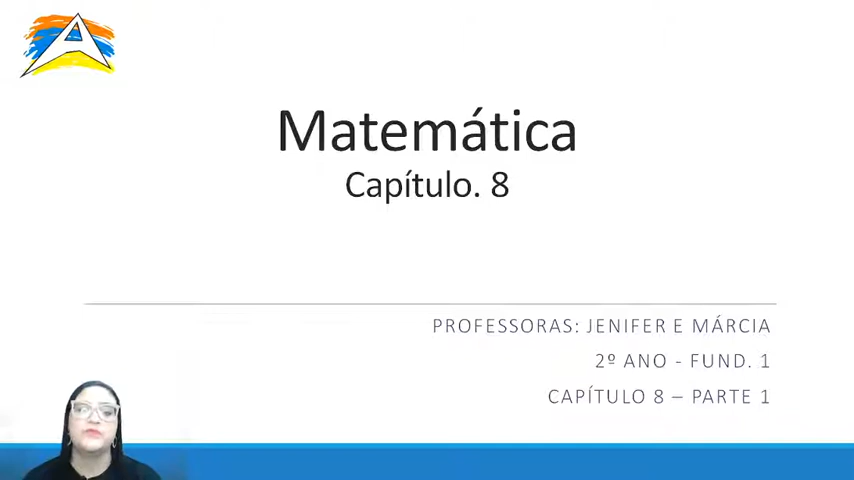 Matemática
Capítulo. 8
PROFESSORAS: JENIFER E MÁRCIA
2º ANO - FUND. 1
CAPÍTULO 8 – PARTE 1